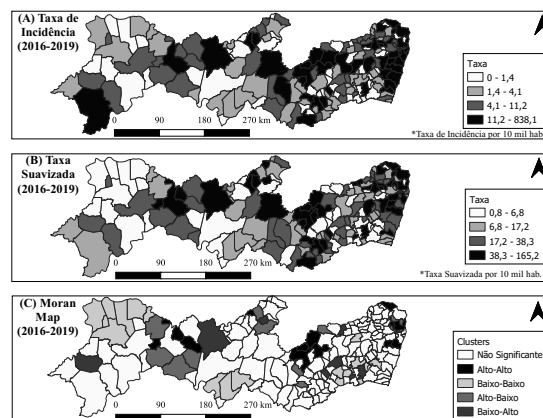 (A) Taxa de
Incidência
(2016-2019)
Taxa
0 - 1,4
1,4 - 4,1
4,1 - 11,2
11,2 - 838,1
0 90 180 270 km
*Taxa de Incidência por 10 mil hab.
(B) Taxa
Suavizada
(2016-2019)
Taxa
0,8 - 6,8
6,8 - 17,2
17,2 - 38,3
38,3 - 165,2
0 90 180 270 km
*Taxa Suavizada por 10 mil hab.
(C) Moran
Map
(2016-2019)
Clusters
Não Significante
Alto-Alto
Baixo-Baixo
Alto-Baixo
Baixo-Alto
0 90 180 270 km